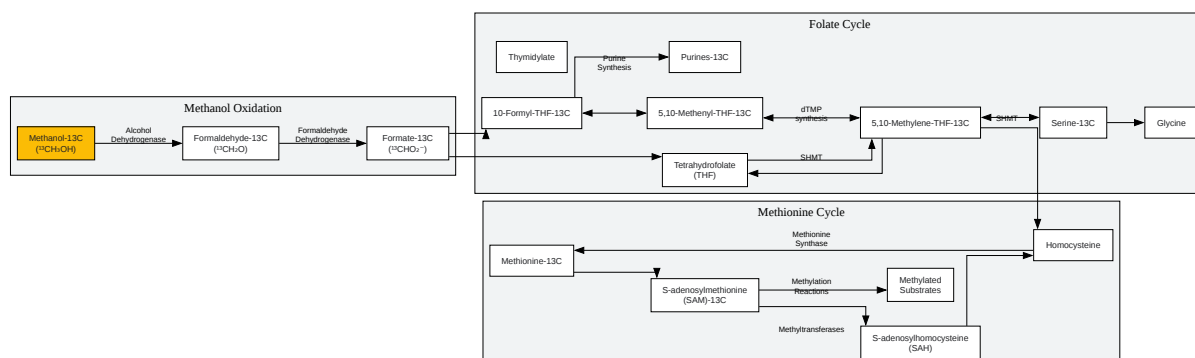 Folate Cycle
Thymidylate
Purine
Synthesis
Purines-13C
Methanol Oxidation
Methanol-13C
(¹³CH₃OH)
Alcohol
Dehydrogenase
Formaldehyde-13C
(¹³CH₂O)
Formaldehyde
Dehydrogenase
Formate-13C
(¹³CHO₂⁻)
10-Formyl-THF-13C
5,10-Methenyl-THF-13C
dTMP
synthesis
5,10-Methylene-THF-13C
SHMT
Serine-13C
Glycine
Tetrahydrofolate
(THF)
SHMT
Methionine Cycle
Methionine
Synthase
Homocysteine
Methionine-13C
S-adenosylmethionine
(SAM)-13C
Methylation
Reactions
Methylated
Substrates
Methyltransferases
S-adenosylhomocysteine
(SAH)